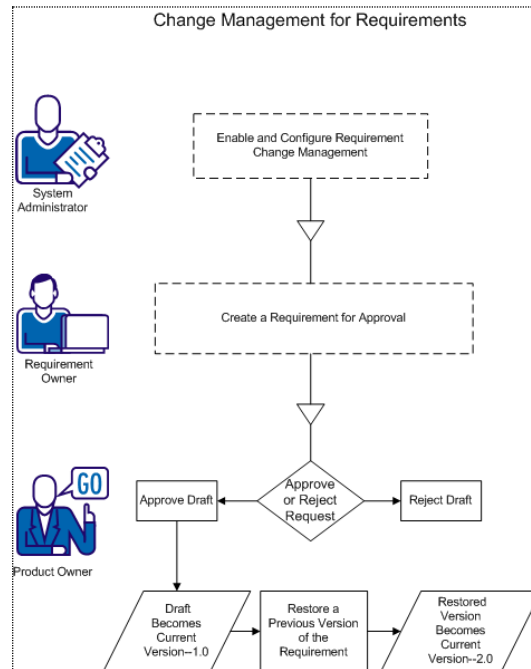 Change Management for Requirements
Enable and Configure Requirement
Change Management
System
Administrator
Create a Requirement for Approval
Requirement
Owner
Approve
or Reject
Request
Approve Draft
Reject Draft
GO
Product Owner
Draft
Becomes
Current
Version--1.0
Restore a
Previous Version
of the
Requirement
Restored
Version
Becomes
Current
Version--2.0